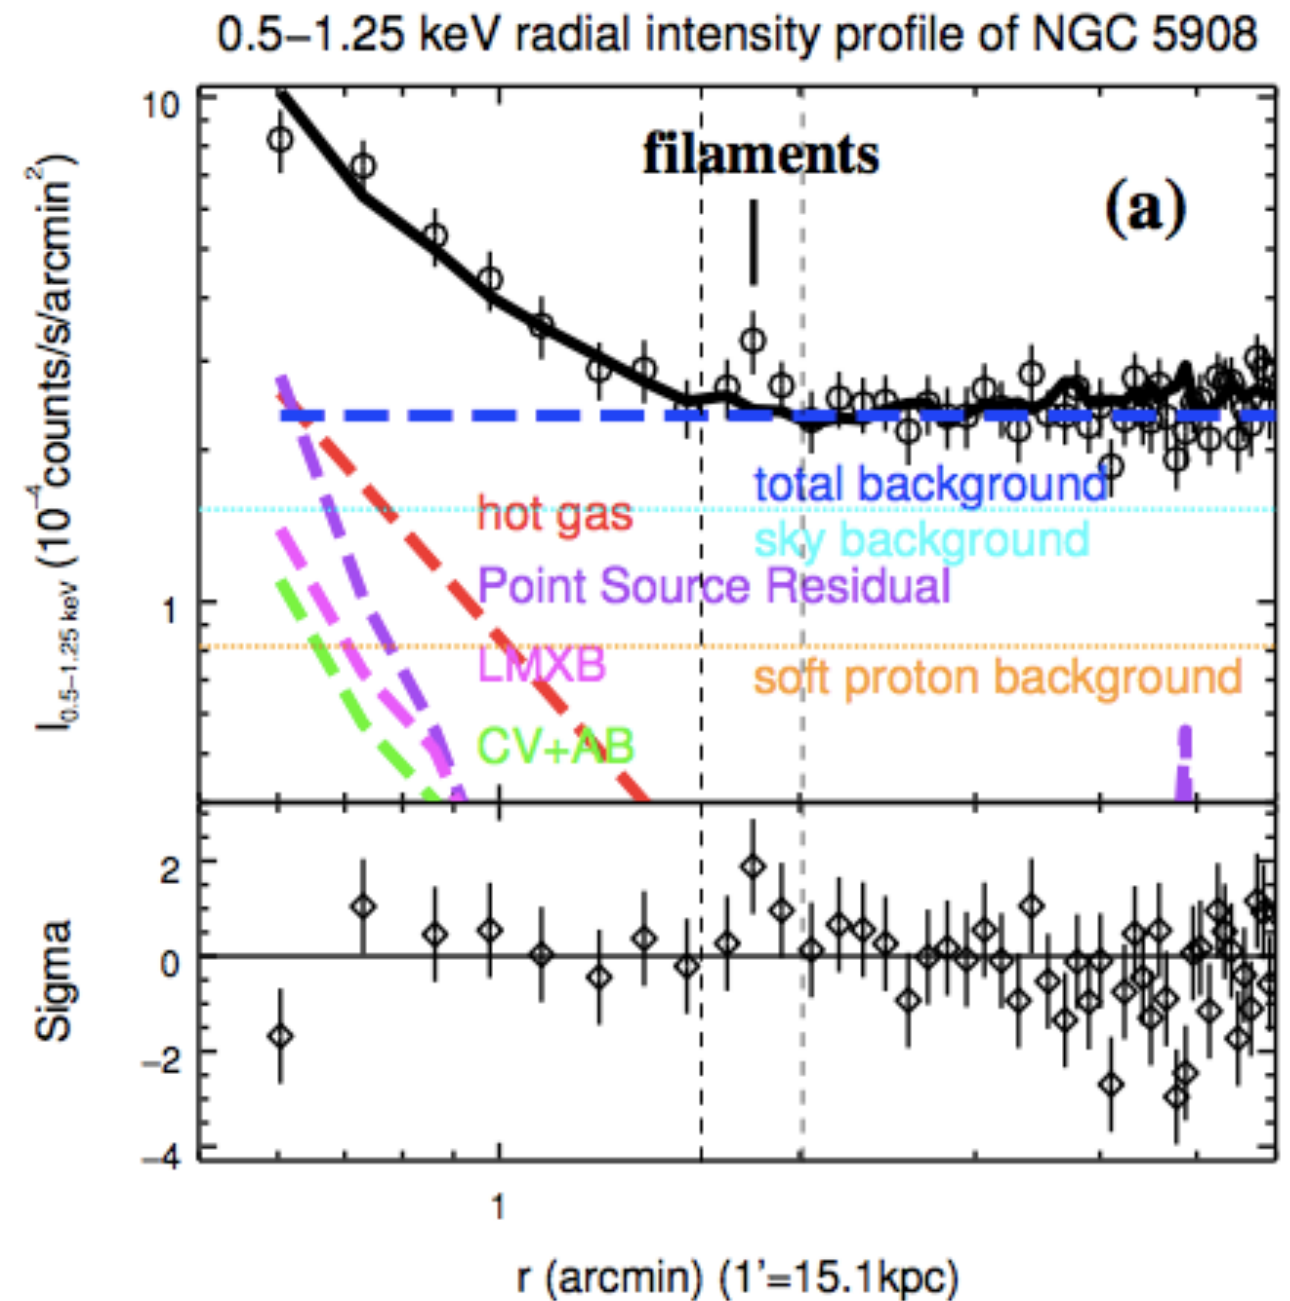 0.5–1.25 keV radial intensity profile of NGC 5908
10
1
I0.5–1.25 keV (10−4counts/s/arcmin2)
filaments
(a)
total background
hot gas
sky background
Point Source Residual
LMXB
soft proton background
CV+AB
2
0
−2
−4
Sigma
1
r (arcmin) (1'=15.1kpc)